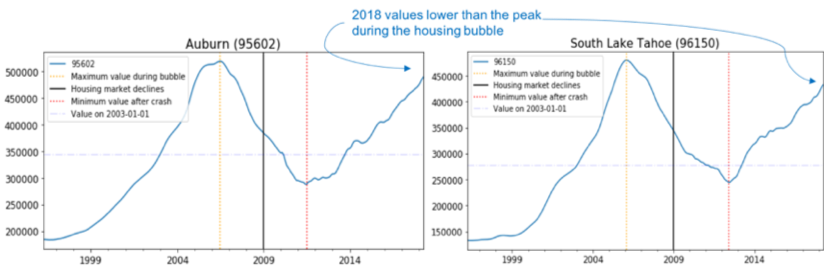 2018 values lower than the peak
during the housing bubble
Auburn (95602)
95602
Maximum value during bubble
Housing market declines
Minimum value after crash
Value on 2003-01-01
500000
450000
400000
350000
300000
250000
200000
1999
2004
2009
2014
South Lake Tahoe (96150)
96150
Maximum value during bubble
Housing market declines
Minimum value after crash
Value on 2003-01-01
450000
400000
350000
300000
250000
200000
150000
1999
2004
2009
2014